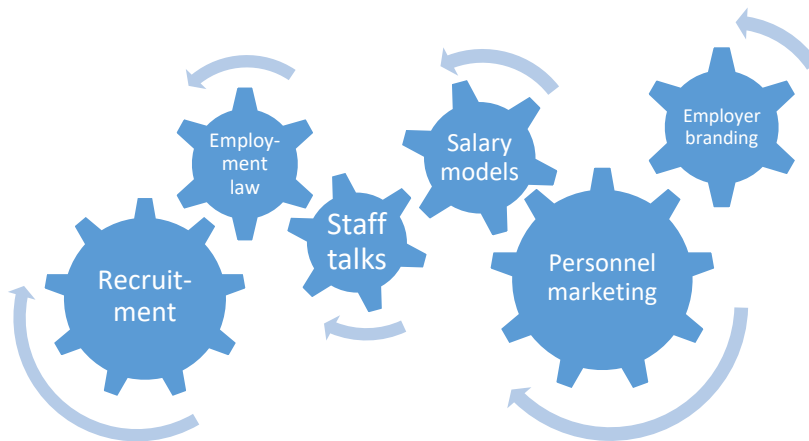 Recruit-
ment
Employ-
ment
law
Staff
talks
Salary
models
Personnel
marketing
Employer
branding